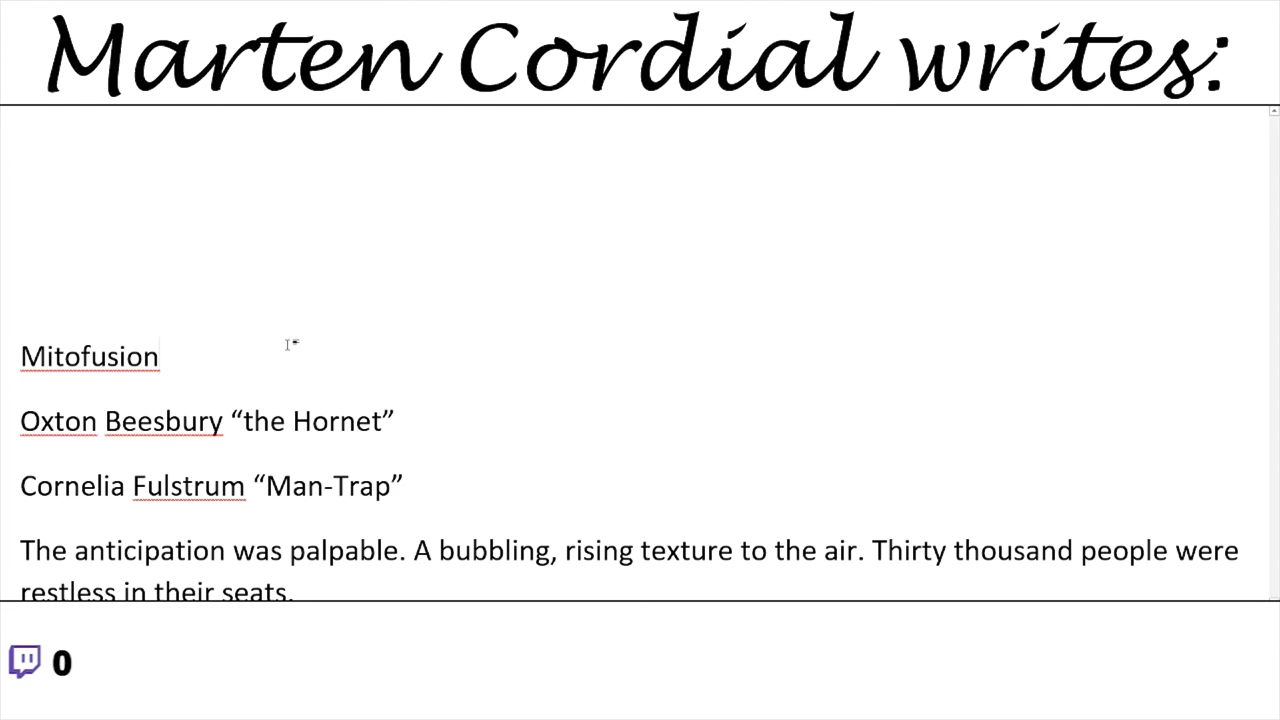 Marten Cordial writes:
Mitofusion
Oxton Beesbury “the Hornet”
Cornelia Fulstrum “Man-Trap”
The anticipation was palpable. A bubbling, rising texture to the air. Thirty thousand people were
restless in their seats.
0